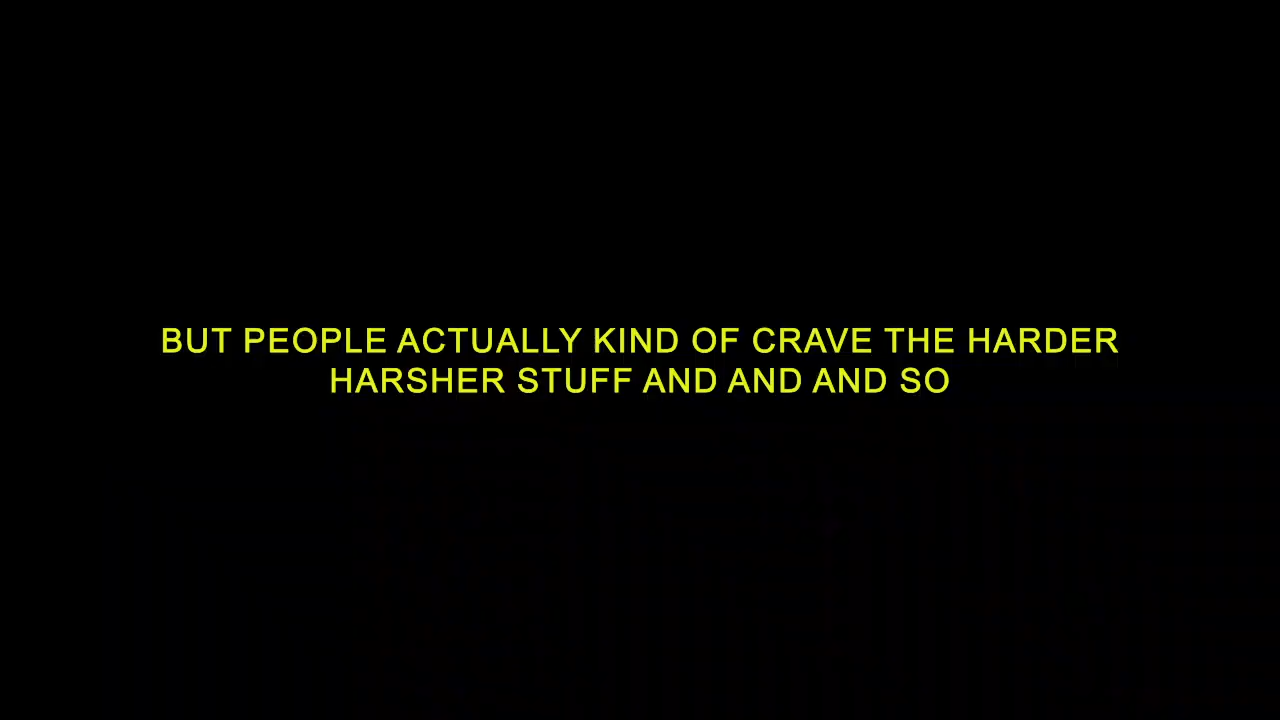 BUT PEOPLE ACTUALLY KIND OF CRAVE THE HARDER
HARSHER STUFF AND AND AND SO